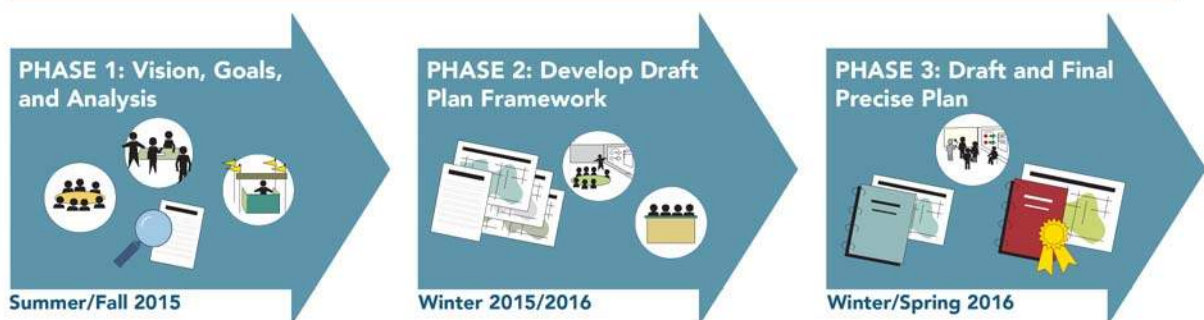 PHASE 1: Vision, Goals,
and Analysis
Summer/Fall 2015
PHASE 2: Develop Draft
Plan Framework
Winter 2015/2016
PHASE 3: Draft and Final
Precise Plan
Winter/Spring 2016